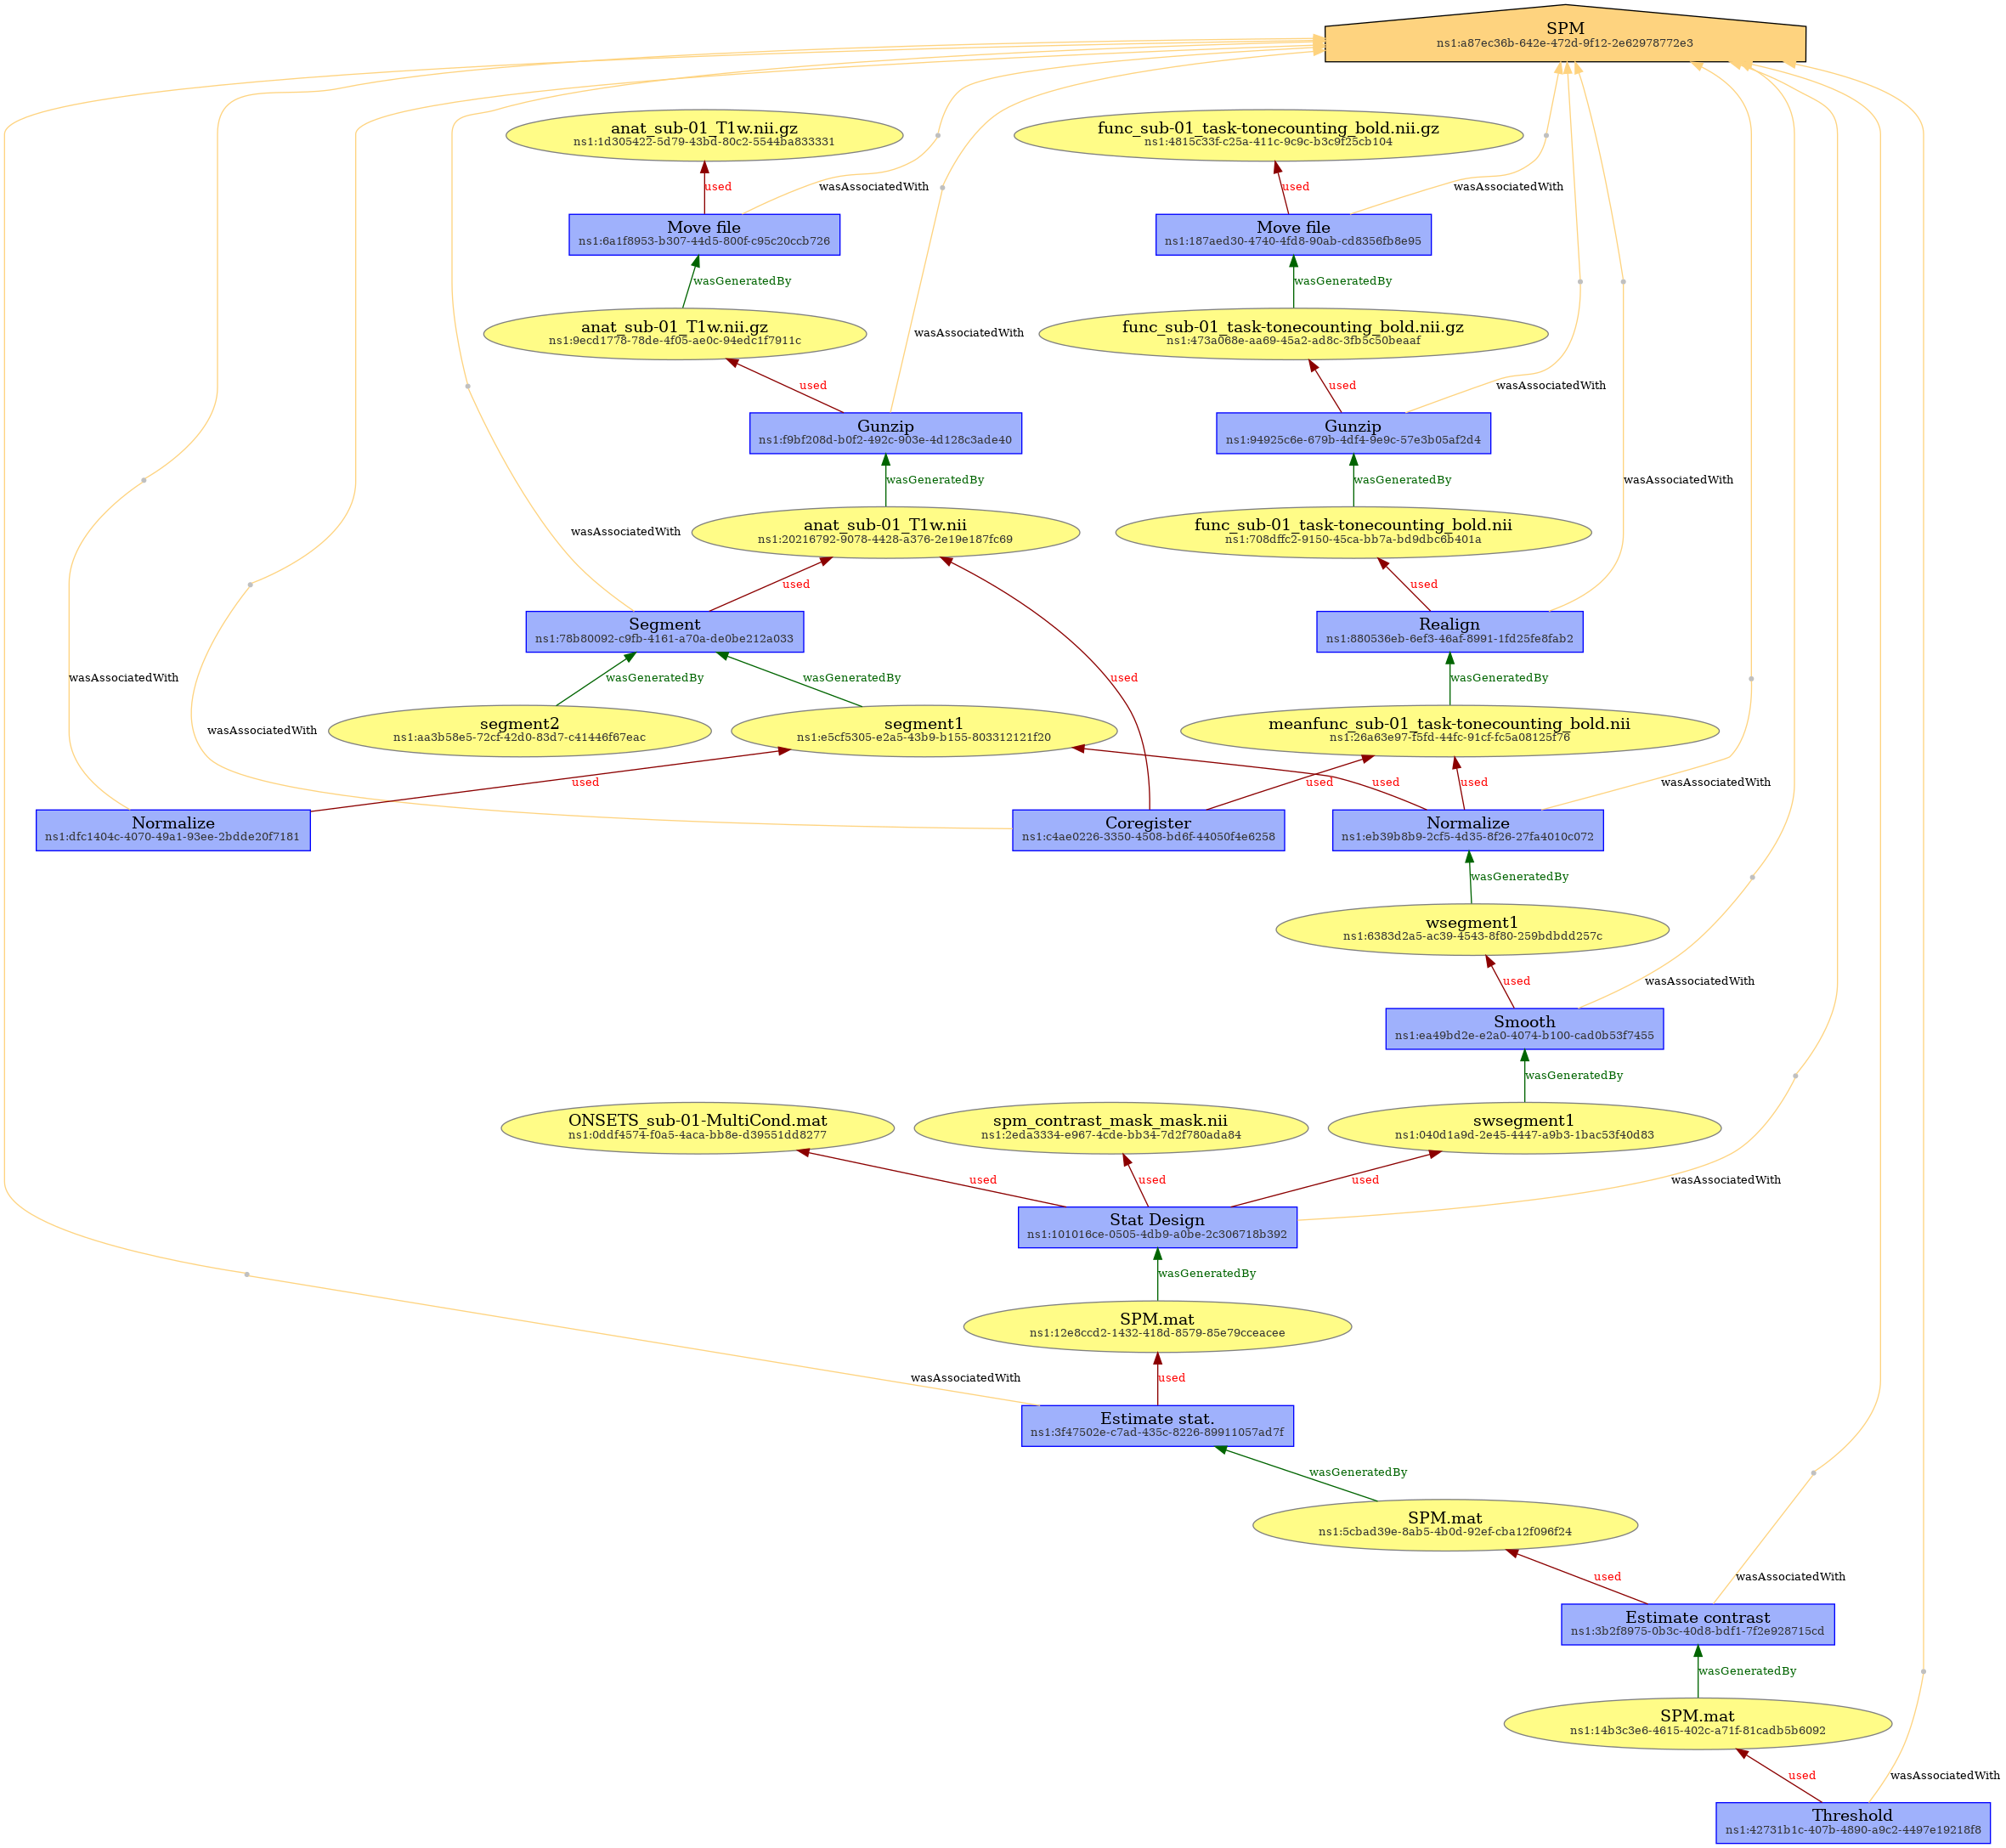 SPM
ns1:a87ec36b-642e-472d-9f12-2e62978772e3
anat_sub-01_T1w.nii.gz
ns1:1d305422-5d79-43bd-80c2-5544ba833331
func_sub-01_task-tonecounting_bold.nii.gz
ns1:4815c33f-c25a-411c-9c9c-b3c9f25cb104
used
wasAssociatedWith
used
wasAssociatedWith
Move file
ns1:6a1f8953-b307-44d5-800f-c95c20ccb726
Move file
ns1:187aed30-4740-4fd8-90ab-cd8356fb8e95
wasGeneratedBy
wasGeneratedBy
anat_sub-01_T1w.nii.gz
ns1:9ecd1778-78de-4f05-ae0c-94edc1f7911c
wasAssociatedWith
func_sub-01_task-tonecounting_bold.nii.gz
ns1:473a068e-aa69-45a2-ad8c-3fb5c50beaaf
used
used
wasAssociatedWith
Gunzip
ns1:f9bf208d-b0f2-492c-903e-4d128c3ade40
Gunzip
ns1:94925c6e-679b-4df4-9e9c-57e3b05af2d4
wasGeneratedBy
wasGeneratedBy
wasAssociatedWith
wasAssociatedWith
anat_sub-01_T1w.nii
ns1:20216792-9078-4428-a376-2e19e187fc69
func_sub-01_task-tonecounting_bold.nii
ns1:708dffc2-9150-45ca-bb7a-bd9dbc6b401a
used
used
Segment
ns1:78b80092-c9fb-4161-a70a-de0be212a033
Realign
ns1:880536eb-6ef3-46af-8991-1fd25fe8fab2
wasAssociatedWith
wasGeneratedBy
wasGeneratedBy
used
wasGeneratedBy
wasAssociatedWith
segment2
ns1:aa3b58e5-72cf-42d0-83d7-c41446f67eac
segment1
ns1:e5cf5305-e2a5-43b9-b155-803312121f20
meanfunc_sub-01_task-tonecounting_bold.nii
ns1:26a63e97-f5fd-44fc-91cf-fc5a08125f76
used
used
used
used
wasAssociatedWith
Normalize
ns1:dfc1404c-4070-49a1-93ee-2bdde20f7181
Coregister
ns1:c4ae0226-3350-4508-bd6f-44050f4e6258
Normalize
ns1:eb39b8b9-2cf5-4d35-8f26-27fa4010c072
wasGeneratedBy
wsegment1
ns1:6383d2a5-ac39-4543-8f80-259bdbdd257c
used
wasAssociatedWith
Smooth
ns1:ea49bd2e-e2a0-4074-b100-cad0b53f7455
wasGeneratedBy
ONSETS_sub-01-MultiCond.mat
ns1:0ddf4574-f0a5-4aca-bb8e-d39551dd8277
spm_contrast_mask_mask.nii
ns1:2eda3334-e967-4cde-bb34-7d2f780ada84
swsegment1
ns1:040d1a9d-2e45-4447-a9b3-1bac53f40d83
used
used
used
wasAssociatedWith
Stat Design
ns1:101016ce-0505-4db9-a0be-2c306718b392
wasGeneratedBy
SPM.mat
ns1:12e8ccd2-1432-418d-8579-85e79cceacee
wasAssociatedWith
used
Estimate stat.
ns1:3f47502e-c7ad-435c-8226-89911057ad7f
wasGeneratedBy
SPM.mat
ns1:5cbad39e-8ab5-4b0d-92ef-cba12f096f24
used
wasAssociatedWith
Estimate contrast
ns1:3b2f8975-0b3c-40d8-bdf1-7f2e928715cd
wasGeneratedBy
SPM.mat
ns1:14b3c3e6-4615-402c-a71f-81cadb5b6092
used
wasAssociatedWith
Threshold
ns1:42731b1c-407b-4890-a9c2-4497e19218f8